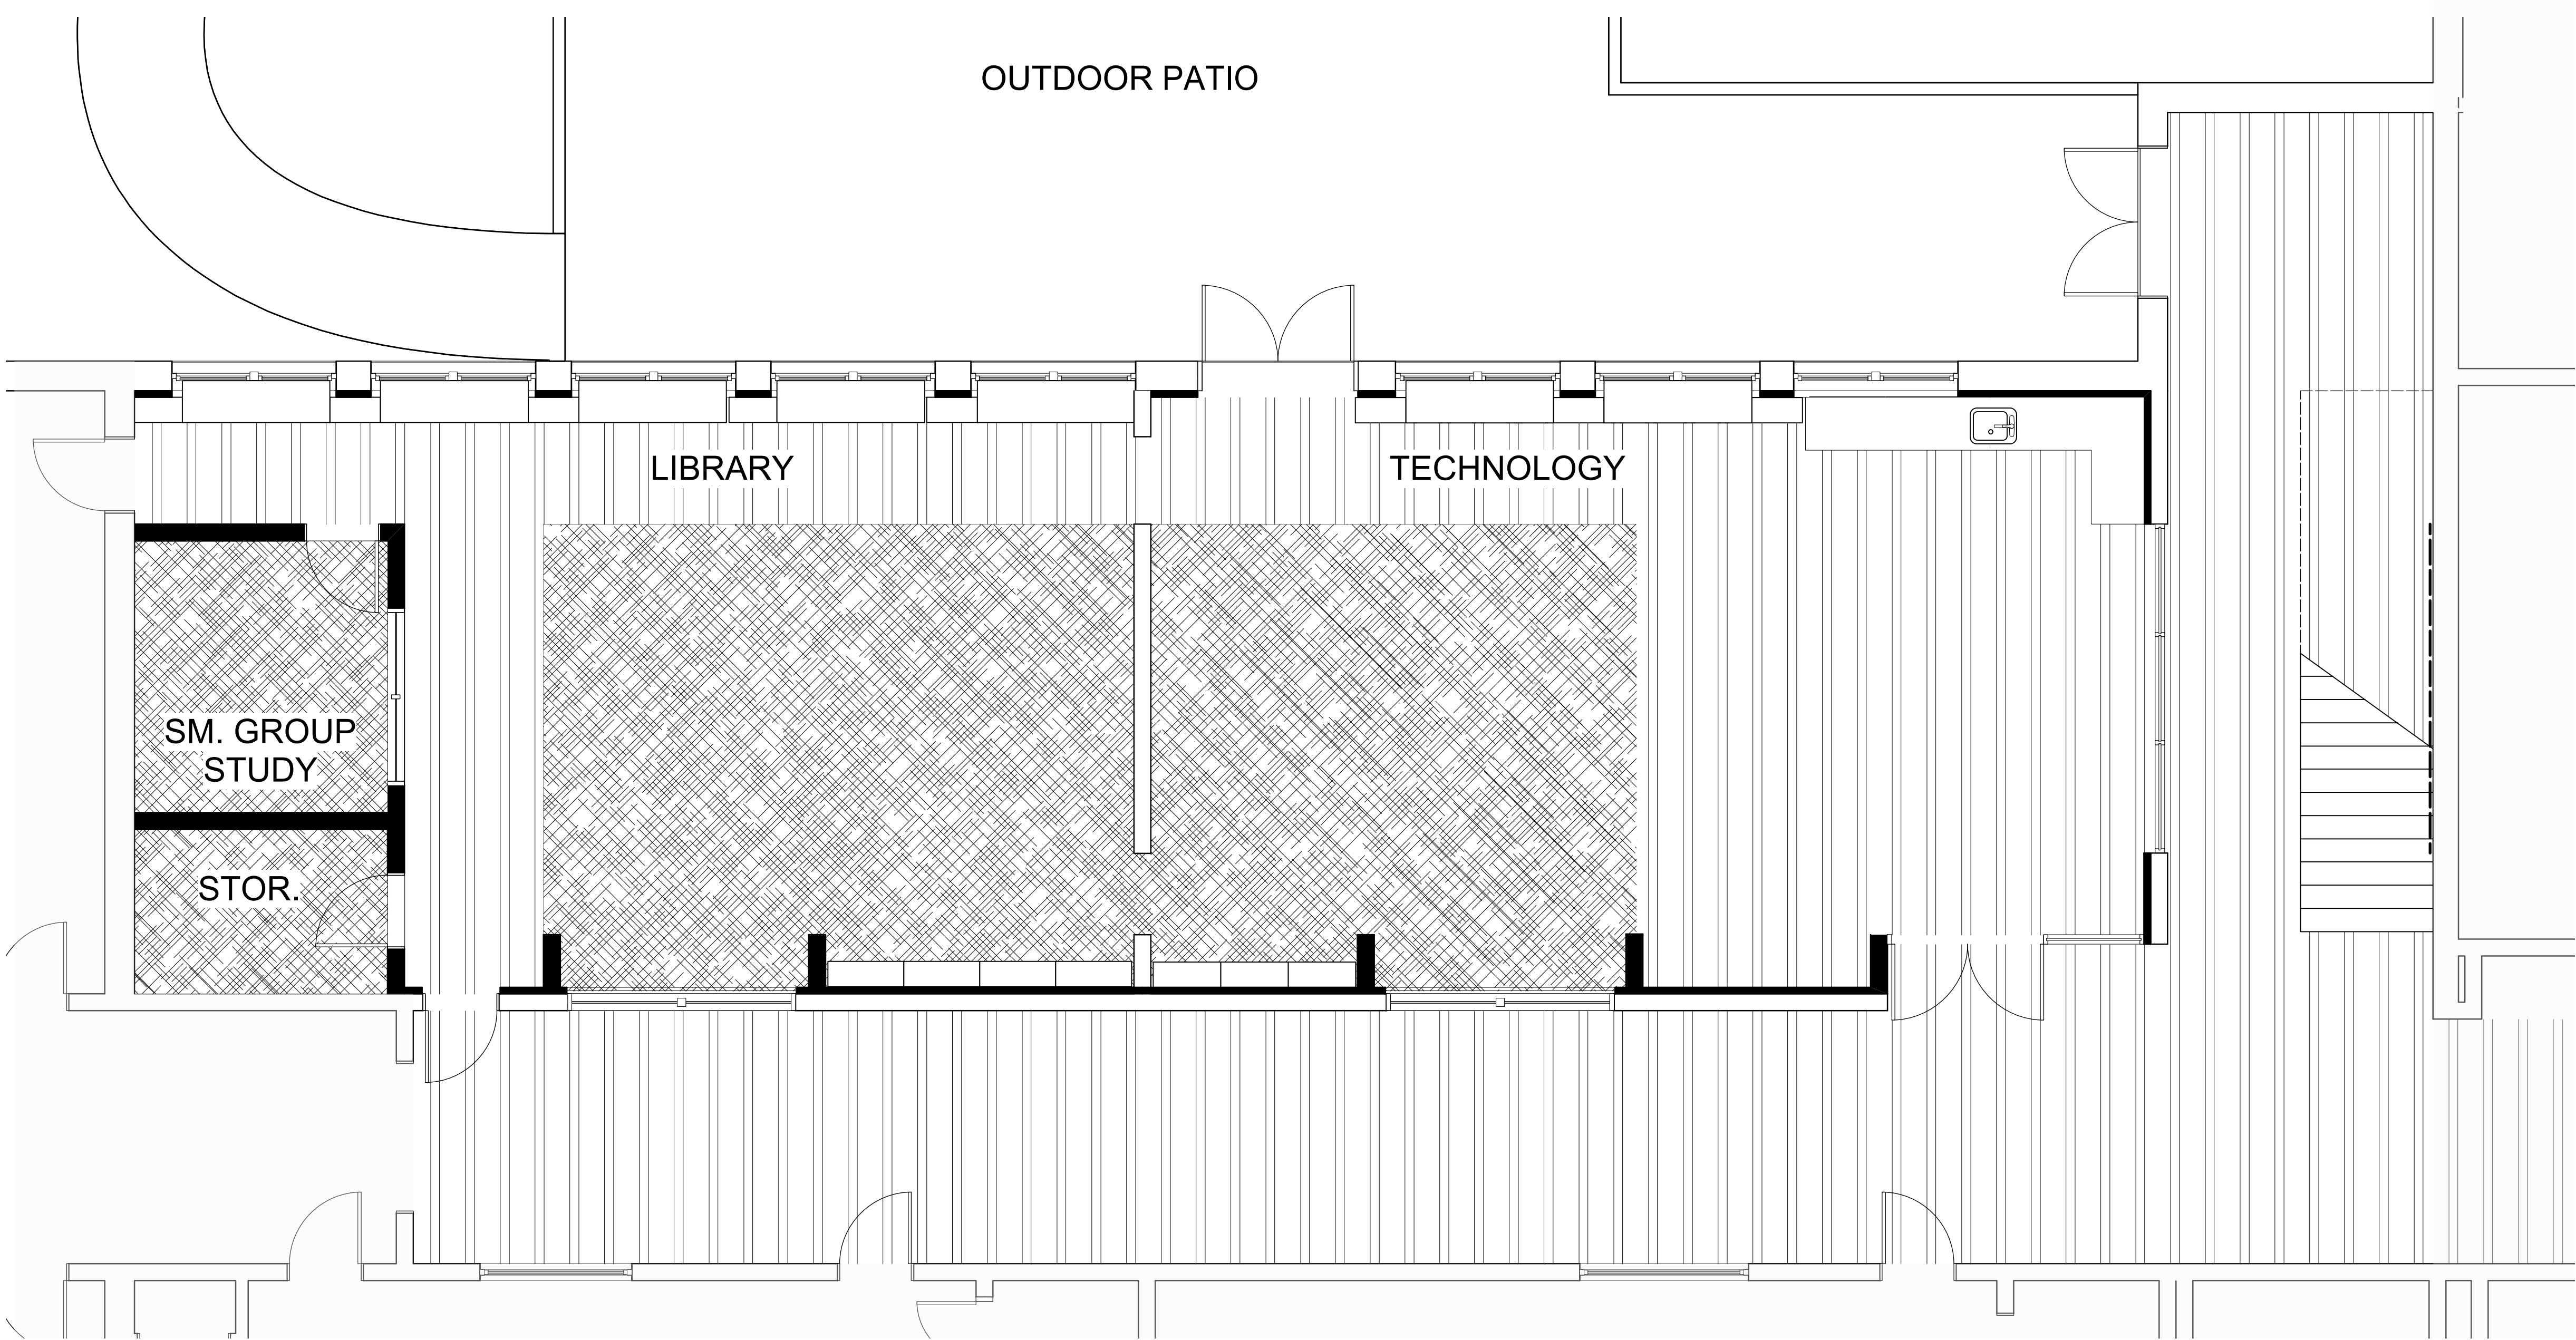 OUTDOOR PATIO
LIBRARY
TECHNOLOGY
SM. GROUP
STUDY
STOR.